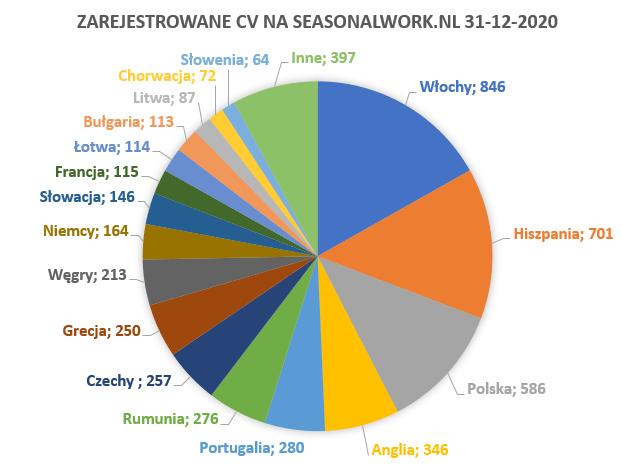 ZAREJESTROWANE CV NA SEASONALWORK.NL 31-12-2020
Włochy; 846
Hiszpania; 701
Polska; 586
Anglia; 346
Portugalia; 280
Rumunia; 276
Czechy ; 257
Grecja; 250
Węgry; 213
Niemcy; 164
Słowacja; 146
Francja; 115
Łotwa; 114
Bułgaria; 113
Litwa; 87
Chorwacja; 72
Słowenia; 64
Inne; 397